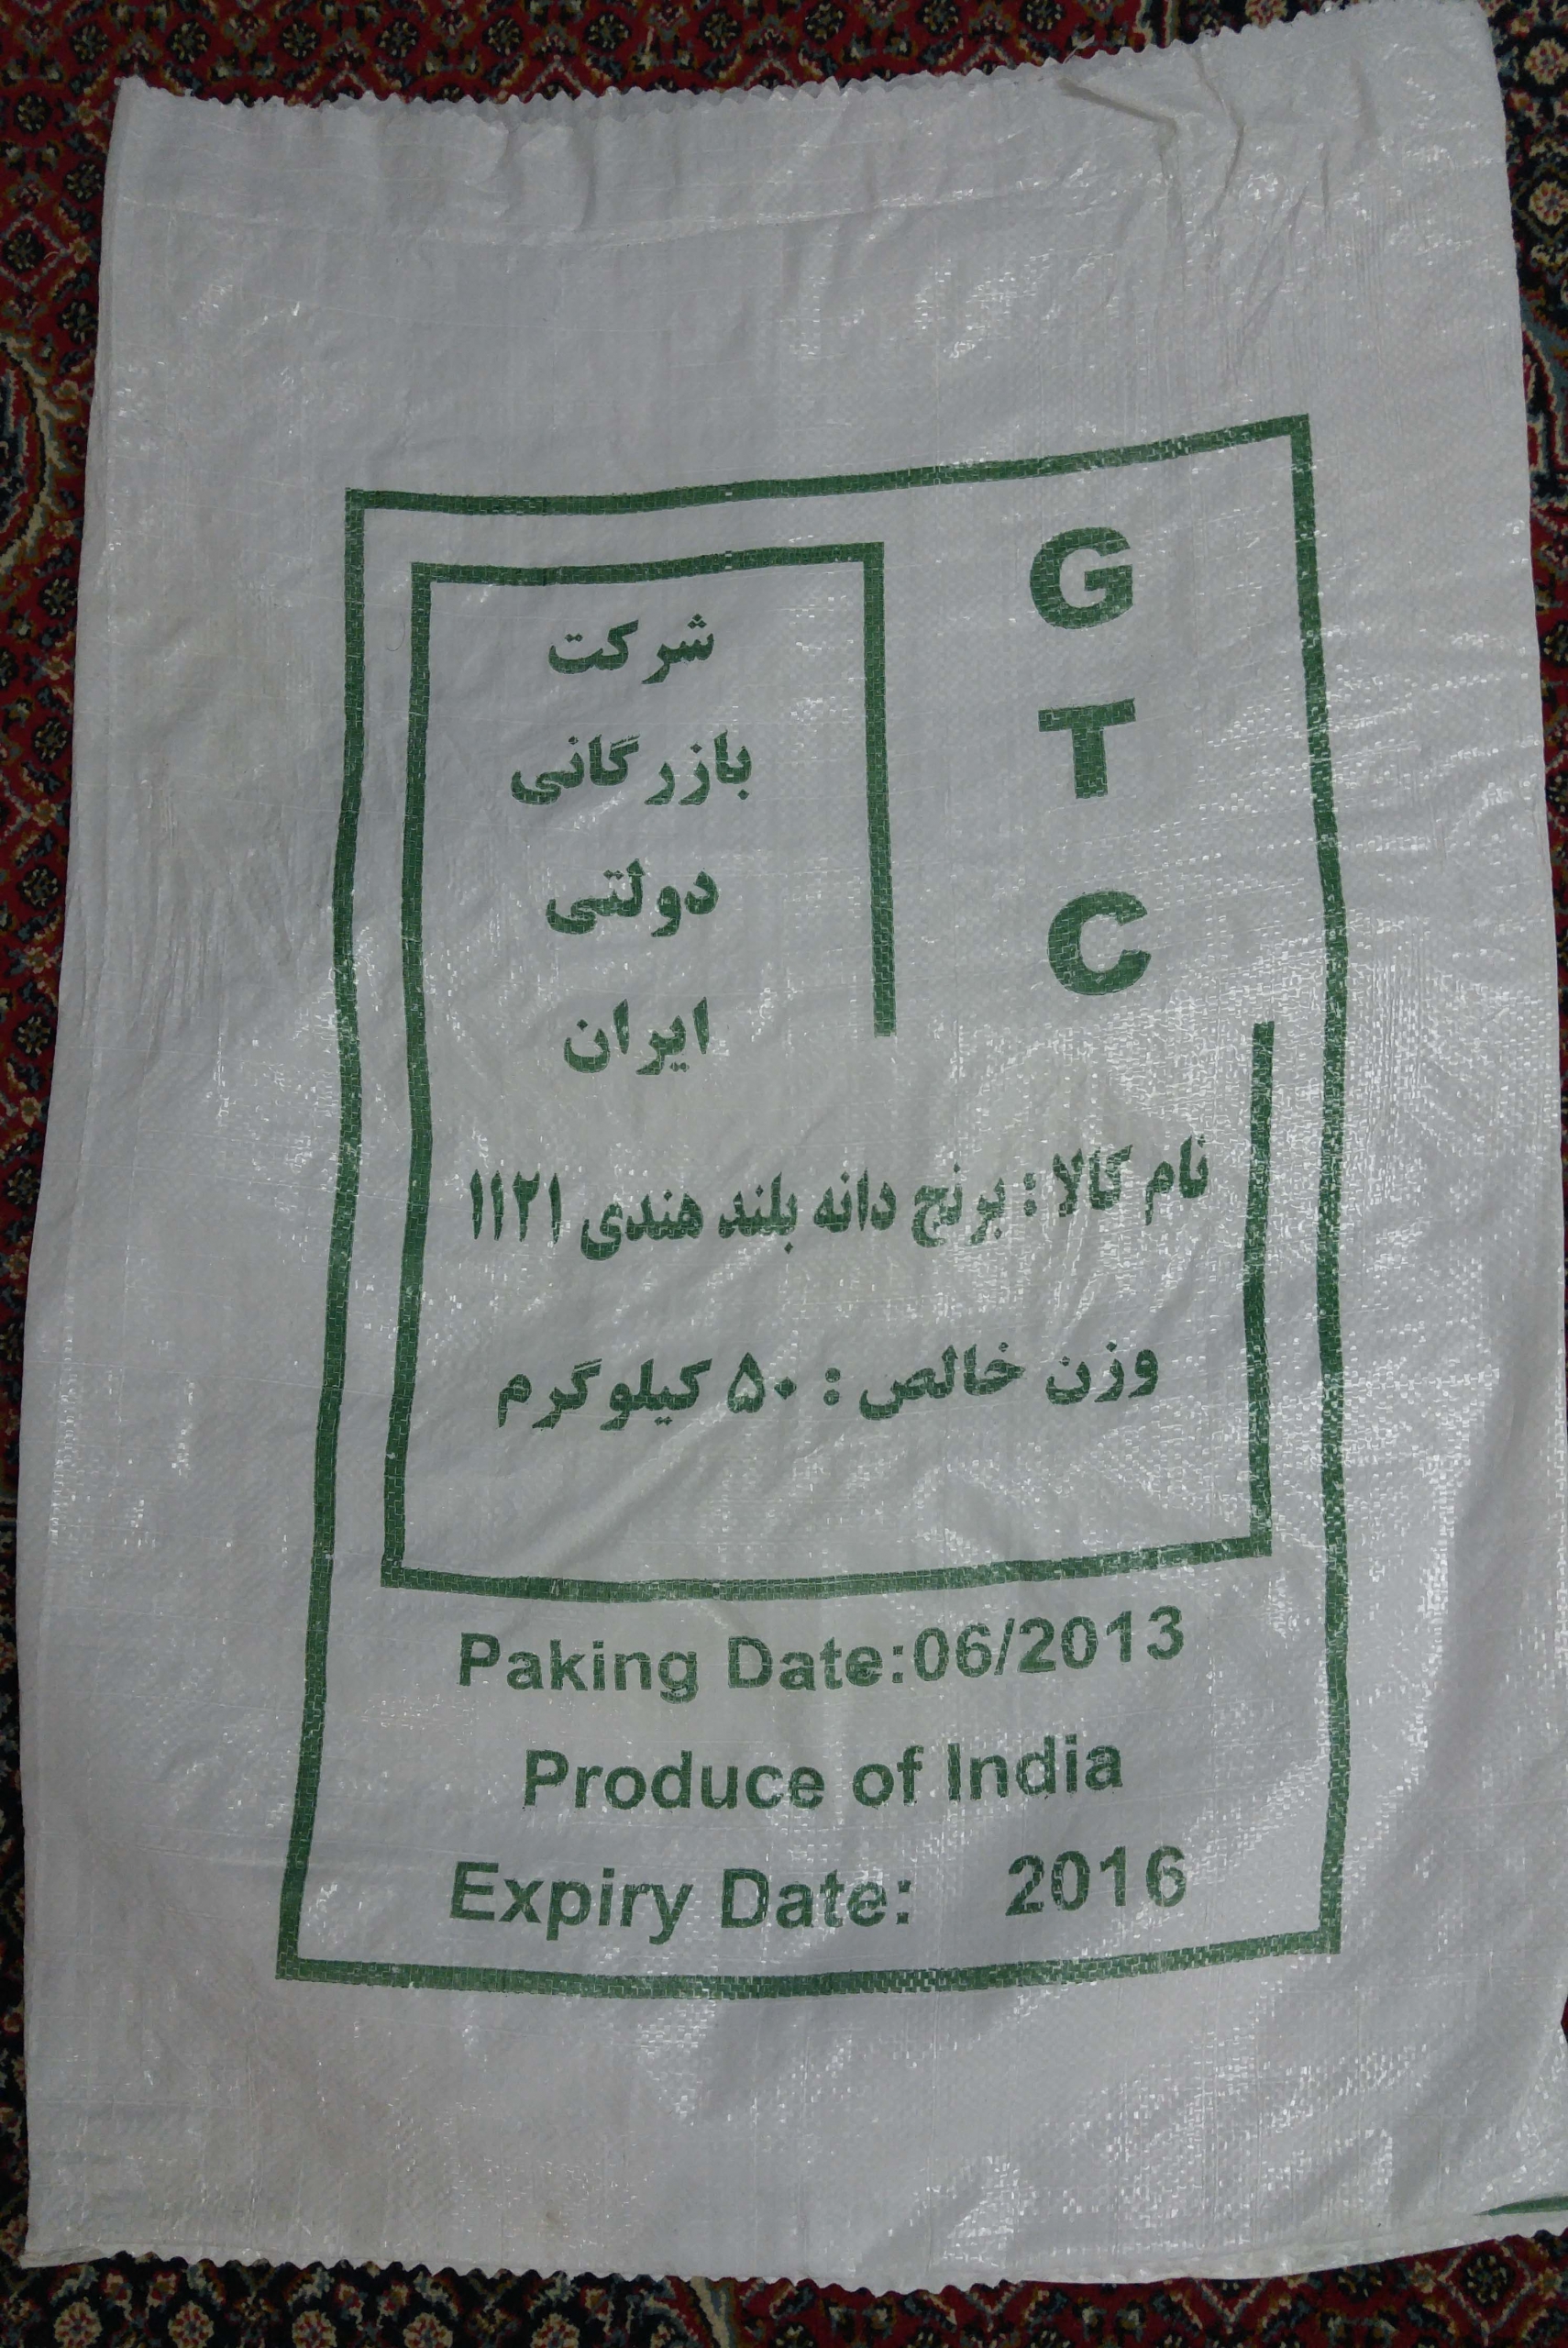 G
T
C
شرکت
بازرگانی
دولتی
ایران
نام کالا : برنج دانه بلند هندی ۱۱۲۱
وزن خالص : ۵۰ کیلوگرم
Paking Date:06/2013
Produce of India
Expiry Date: 2016